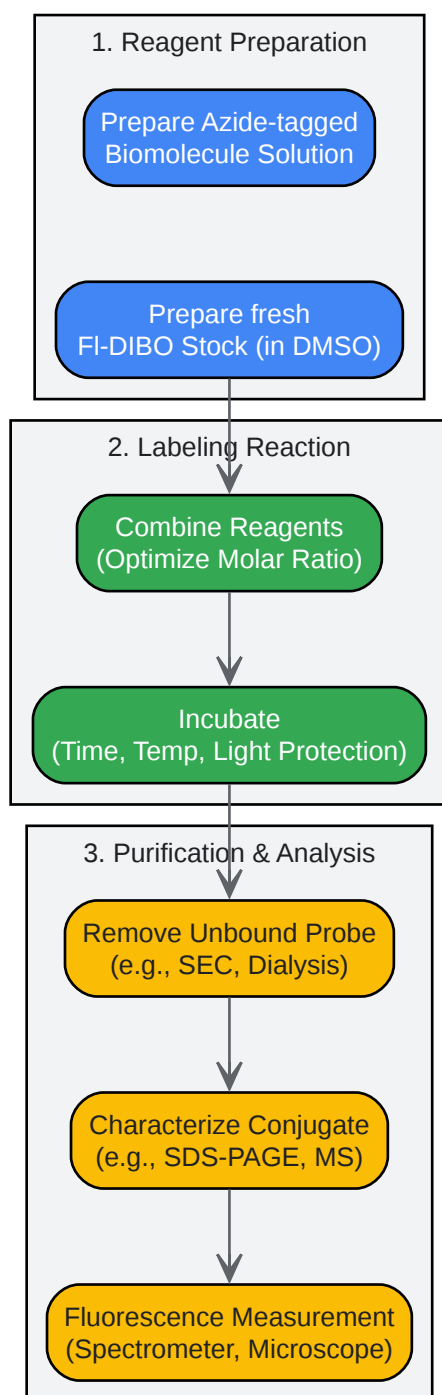 1. Reagent Preparation
Prepare Azide-tagged
Biomolecule Solution
Prepare fresh
Fl-DIBO Stock (in DMSO)
2. Labeling Reaction
Combine Reagents
(Optimize Molar Ratio)
Incubate
(Time, Temp, Light Protection)
3. Purification & Analysis
Remove Unbound Probe
(e.g., SEC, Dialysis)
Characterize Conjugate
(e.g., SDS-PAGE, MS)
Fluorescence Measurement
(Spectrometer, Microscope)